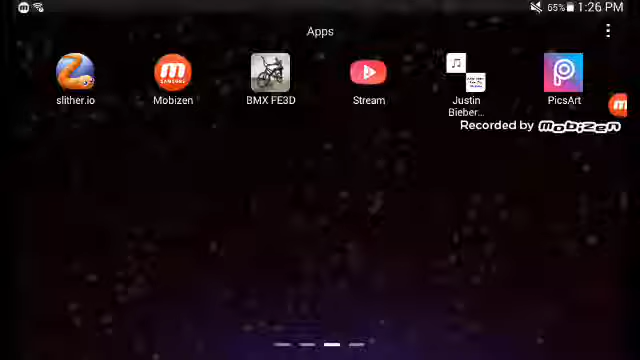 65% 1:26 PM
Apps
slither.io
Mobizen
BMX FE3D
Stream
Justin
Bieber...
PicsArt
Recorded by Mobizen